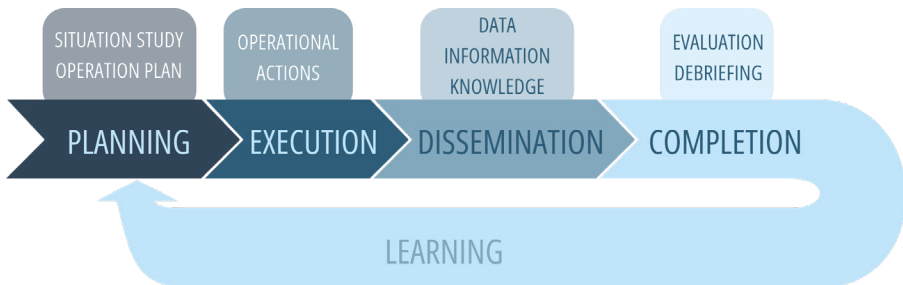 SITUATION STUDY
OPERATION PLAN
OPERATIONAL
ACTIONS
DATA
INFORMATION
KNOWLEDGE
EVALUATION
DEBRIEFING
PLANNING
EXECUTION
DISSEMINATION
COMPLETION
LEARNING